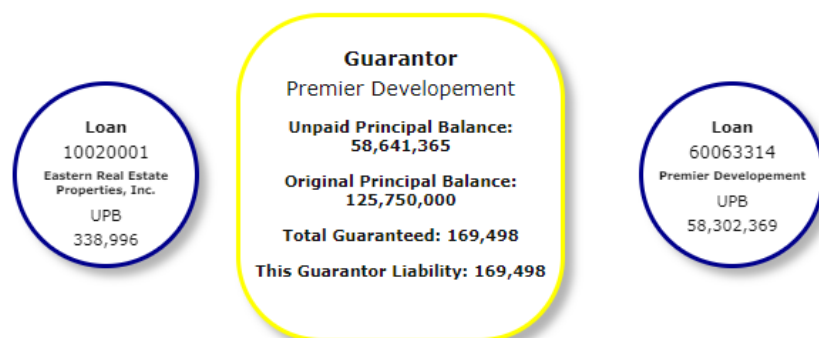 Loan
10020001
Eastern Real Estate
Properties, Inc.
UPB
338,996
Guarantor
Premier Developement
Unpaid Principal Balance:
58,641,365
Original Principal Balance:
125,750,000
Total Guaranteed: 169,498
This Guarantor Liability: 169,498
Loan
60063314
Premier Developement
UPB
58,302,369